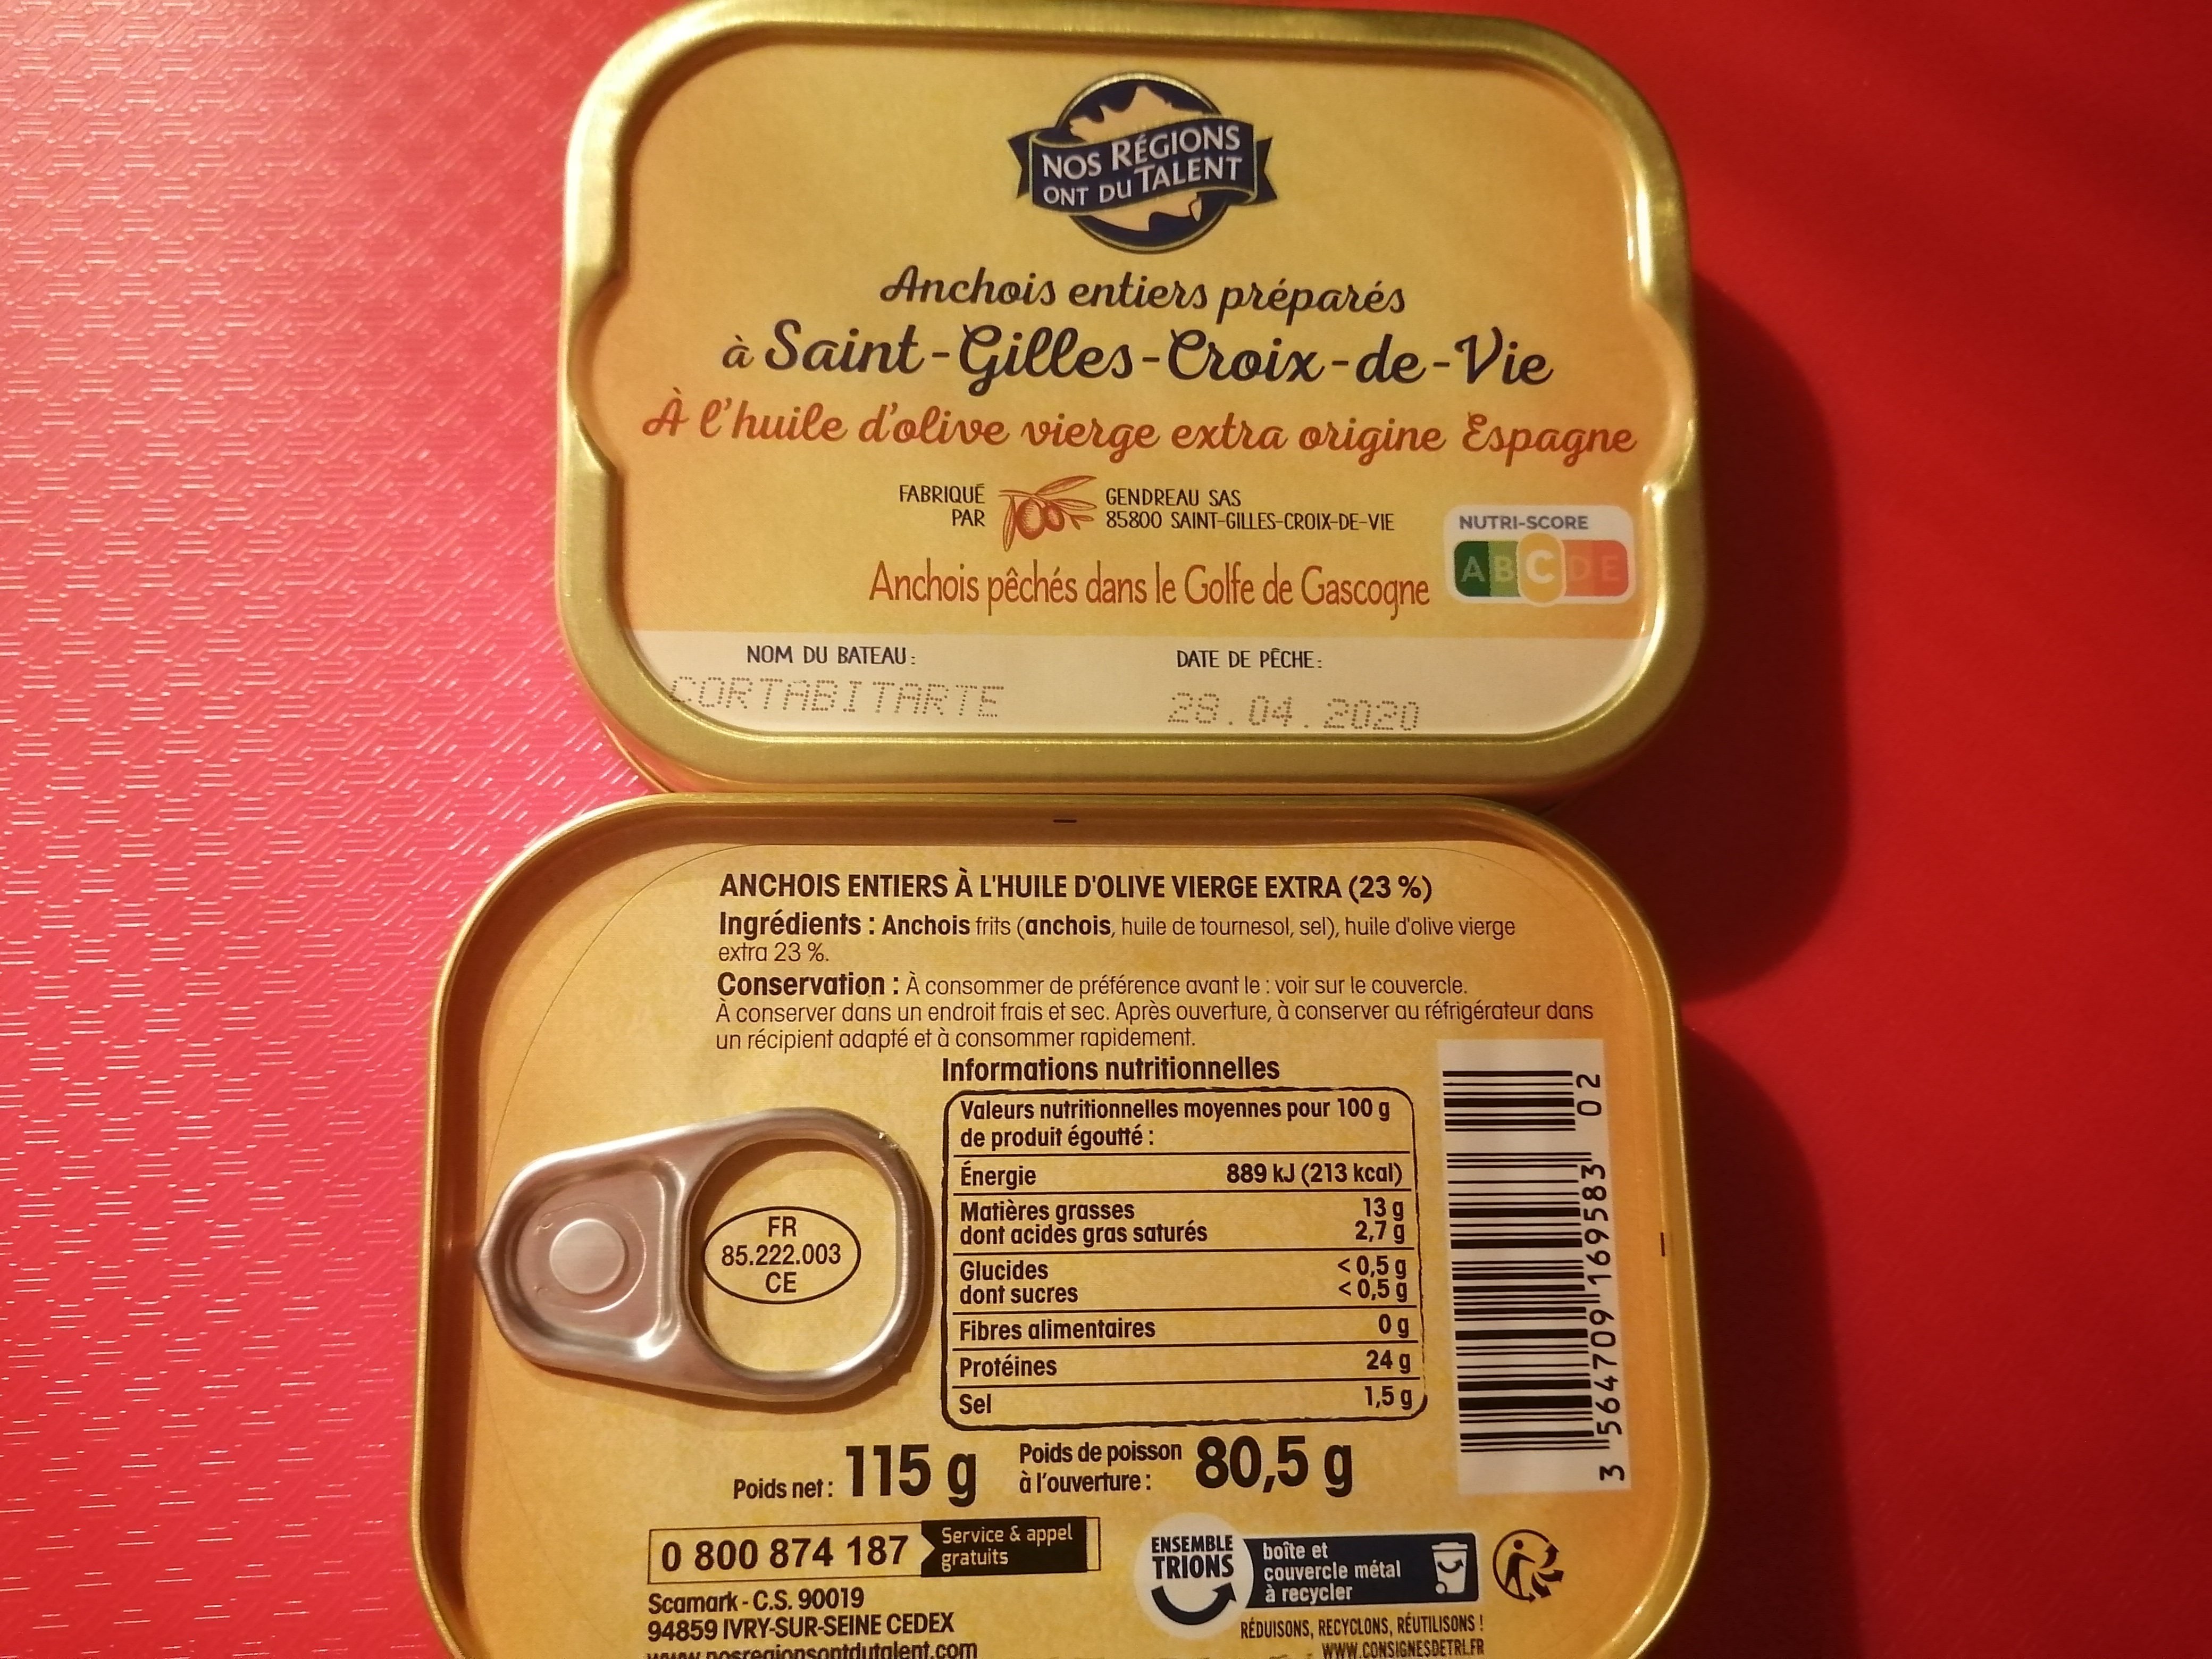 NOS RÉGIONS
ONT DU TALENT
Anchois entiers préparés
à Saint-Gilles-Croix-de-Vie
À l'huile d'olive vierge extra origine Espagne
FABRIQUÉ
PAR
GENDREAU SAS
85800 SAINT-GILLES-CROIX-DE-VIE
NUTRI-SCORE
A B C D E
Anchois pêchés dans le Golfe de Gascogne
NOM DU BATEAU:
DATE DE PÊCHE:
CORTABITARTE
28.04.2020
ANCHOIS ENTIERS À L'HUILE D'OLIVE VIERGE EXTRA (23 %)
Ingrédients : Anchois frits (anchois, huile de tournesol, sel), huile d'olive vierge
extra 23 %.
Conservation : À consommer de préférence avant le : voir sur le couvercle.
À conserver dans un endroit frais et sec. Après ouverture, à conserver au réfrigérateur dans
un récipient adapté et à consommer rapidement.
Informations nutritionnelles
Valeurs nutritionnelles moyennes pour 100 g
de produit égoutté :
Énergie 889 kJ (213 kcal)
Matières grasses 13 g
dont acides gras saturés 2,7 g
Glucides < 0,5 g
dont sucres < 0,5 g
Fibres alimentaires 0 g
Protéines 24 g
Sel 1,5 g
FR
85.222.003
CE
3 564709 169583 02
Poids net : 115 g
Poids de poisson
à l'ouverture : 80,5 g
0 800 874 187
Service & appel
gratuits
Scamark - C.S. 90019
94859 IVRY-SUR-SEINE CEDEX
www.nosregionsontdutalent.com
ENSEMBLE
TRIONS
boîte et
couvercle métal
à recycler
RÉDUISONS, RECYCLONS, RÉUTILISONS !
WWW.CONSIGNESDETRI.FR